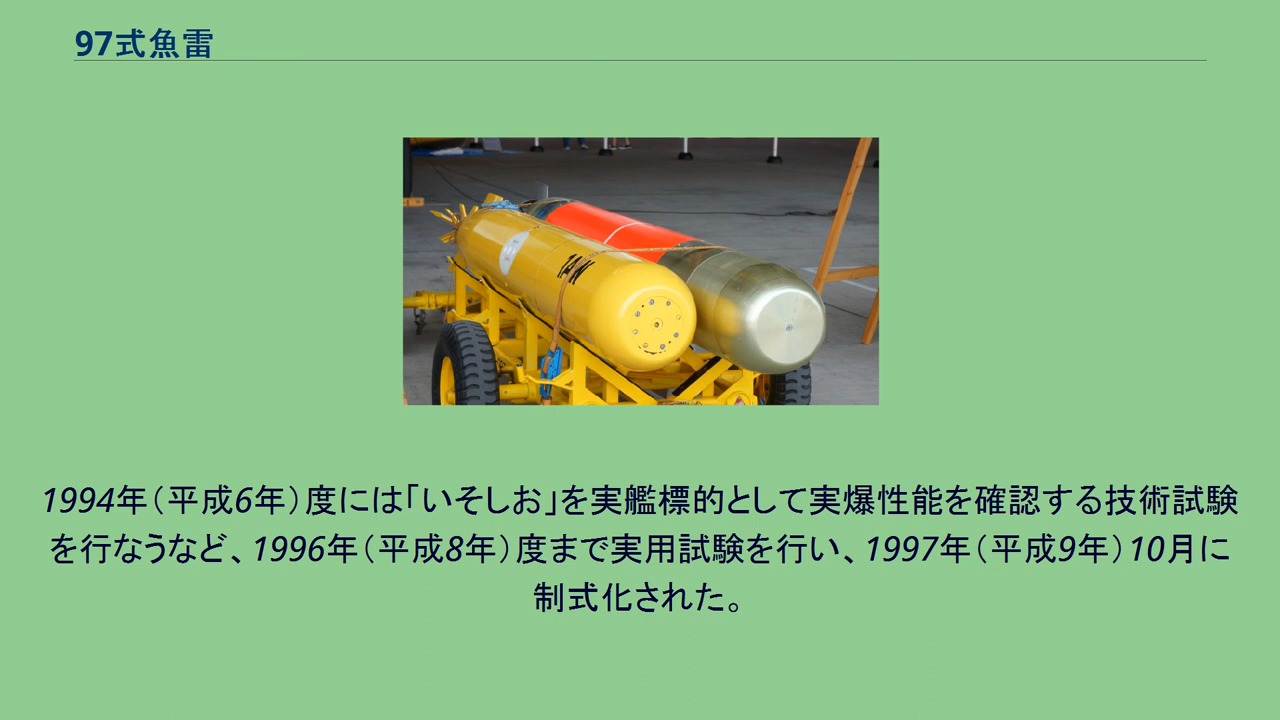 97式魚雷
1994年（平成6年）度には「いそしお」を実艦標的として実爆性能を確認する技術試験
を行なうなど、1996年（平成8年）度まで実用試験を行い、1997年（平成9年）10月に
制式化された。